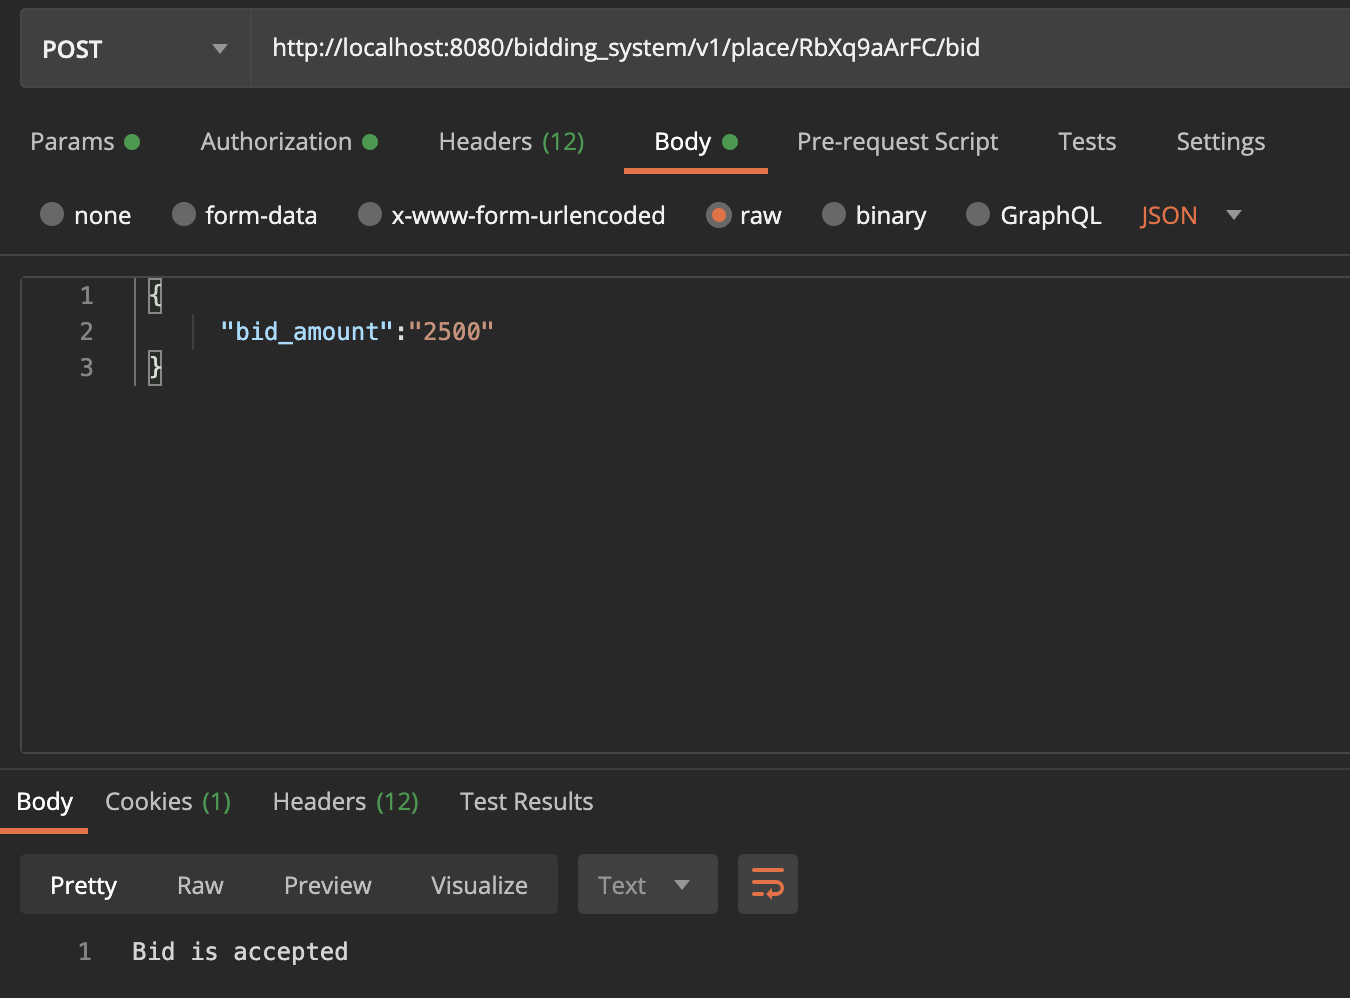 POST http://localhost:8080/bidding_system/v1/place/RbXq9aArFC/bid
Params Authorization Headers (12) Body Pre-request Script Tests Settings
none form-data x-www-form-urlencoded raw binary GraphQL JSON
1 {
2 "bid_amount":"2500"
3 }
Body Cookies (1) Headers (12) Test Results
Pretty Raw Preview Visualize Text
1 Bid is accepted